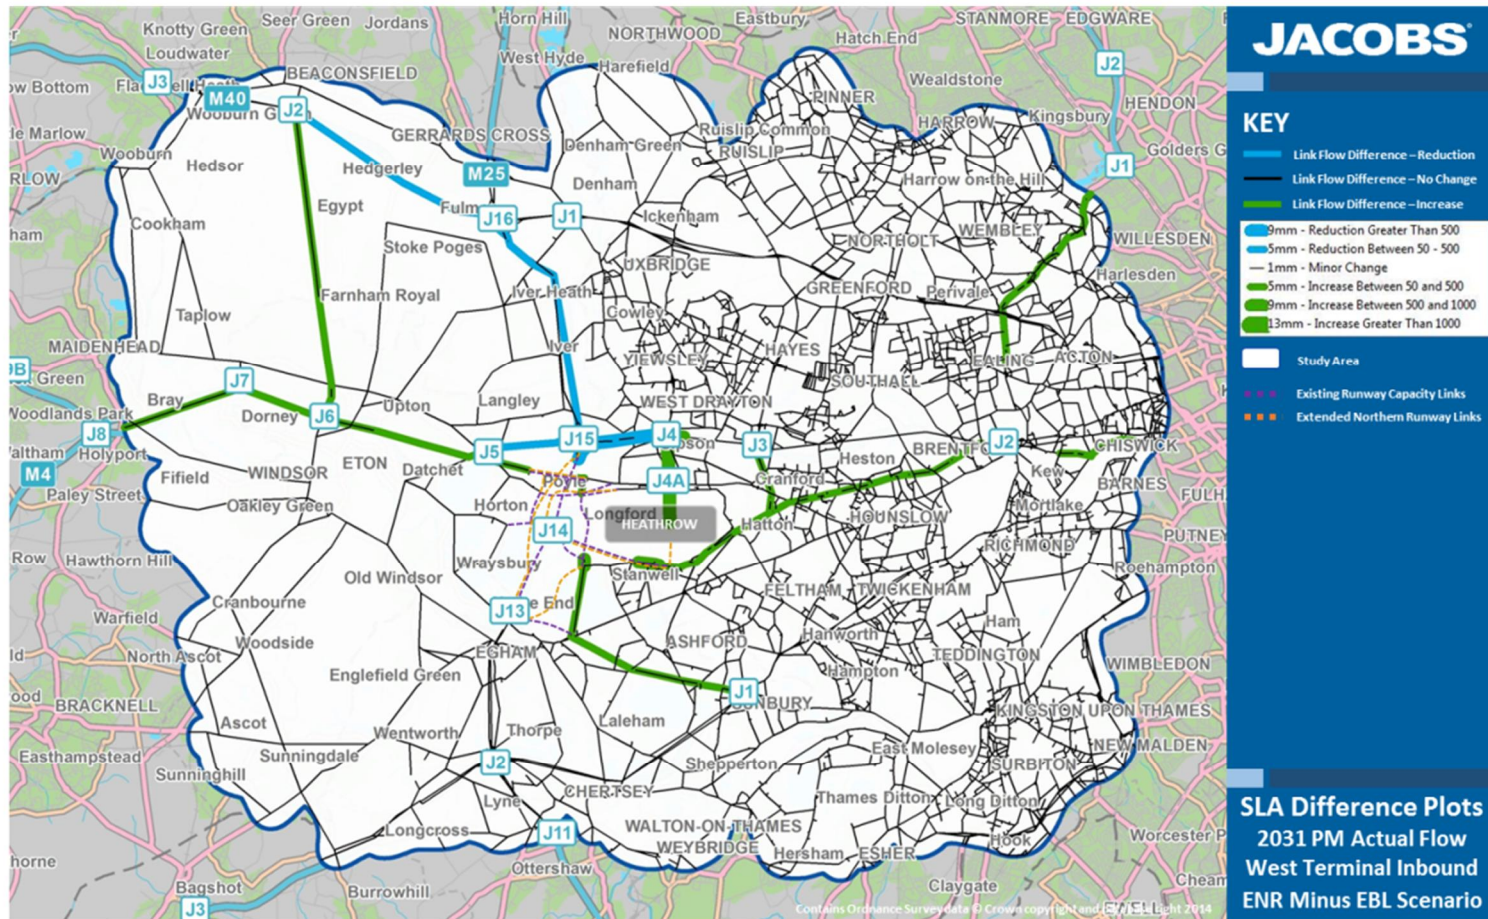 Knotty Green
Seer Green
Jordans
Horn Hill
NORTHWOOD
Eastbury
Hatch End
STANMORE
EDGWARE
Loudwater
West Hyde
Harefield
Wealdstone
J2
J3
BEACONSFIELD
M40
J2
PINNER
HENDON
Kingsbury
HARROW
GERRARDS CROSS
Denham Green
Ruislip Common
RUISLIP
Golders G
J1
Wooburn
Hedsor
Hedgerley
M25
Denham
Harrow on the Hill
Egypt
J16
J1
Ickenham
Cookham
Stoke Poges
NORTHOLT
WEMBLEY
WILLESDEN
UXBRIDGE
Harlesden
Farnham Royal
Iver Heath
GREENFORD
Perivale
Taplow
Cowley
MAIDENHEAD
Iver
YIEWSLEY
HAYES
EALING
ACTON
SOUTHALL
J7
Bray
Dorney
J6
Upton
Langley
WEST DRAYTON
Woodlands Park
J8
Holyport
J5
J15
J4
J3
J2
CHISWICK
Heston
M4
Fifield
WINDSOR
ETON
Datchet
Poyle
J4A
Cranford
Kew
BARNES
Paley Street
Oakley Green
Horton
Longford
HEATHROW
Hatton
HOUNSLOW
Mortlake
J14
RICHMOND
PUTNEY
Hawthorn Hill
Wraysbury
Old Windsor
Stanwell
Roehampton
FELTHAM
TWICKENHAM
Cranbourne
J13
e End
Warfield
Ham
Woodside
ASHFORD
Hanworth
North Ascot
EGHAM
TEDDINGTON
WIMBLEDON
Englefield Green
Hampton
BRACKNELL
J1
KINGSTON UPON THAMES
Ascot
Laleham
Wentworth
Thorpe
East Molesey
NEW MALDEN
Easthampstead
Sunningdale
Sunninghill
J2
Shepperton
SURBITON
CHERTSEY
Lyne
Thames Ditton
Long Ditton
Longcross
J11
WALTON-ON-THAMES
WEYBRIDGE
Hersham
ESHER
Hook
Worcester P
Ottershaw
Bagshot
Burrowhill
Claygate
Cheam
J3
JACOBS
KEY
Link Flow Difference – Reduction
Link Flow Difference – No Change
Link Flow Difference – Increase
9mm - Reduction Greater Than 500
5mm - Reduction Between 50 - 500
1mm - Minor Change
5mm - Increase Between 50 and 500
9mm - Increase Between 500 and 1000
13mm - Increase Greater Than 1000
Study Area
Existing Runway Capacity Links
Extended Northern Runway Links
SLA Difference Plots
2031 PM Actual Flow
West Terminal Inbound
ENR Minus EBL Scenario